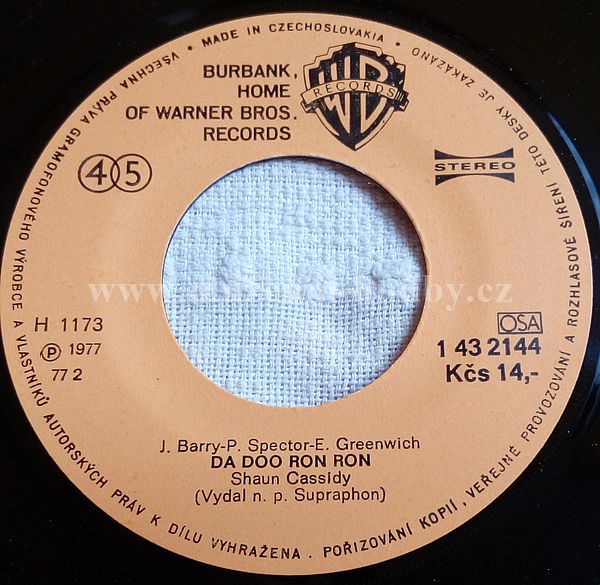 VŠECHNA PRÁVA GRAMOFONOVÉHO VÝROBCE A VLASTNÍKŮ AUTORSKÝCH PRÁV K DÍLU VYHRAŽENA . POŘIZOVÁNÍ KOPIÍ, VEŘEJNÉ PROVOZOVÁNÍ A ROZHLASOVÉ ŠÍŘENÍ TÉTO DESKY JE ZAKÁZÁNO
• MADE IN CZECHOSLOVAKIA •
BURBANK,
HOME
OF WARNER BROS.
RECORDS
WB
RECORDS
45
STEREO
H 1173
Ⓟ 1977
77 2
OSA
1 43 2144
Kčs 14,-
J. Barry-P. Spector-E. Greenwich
DA DOO RON RON
Shaun Cassidy
(Vydal n. p. Supraphon)